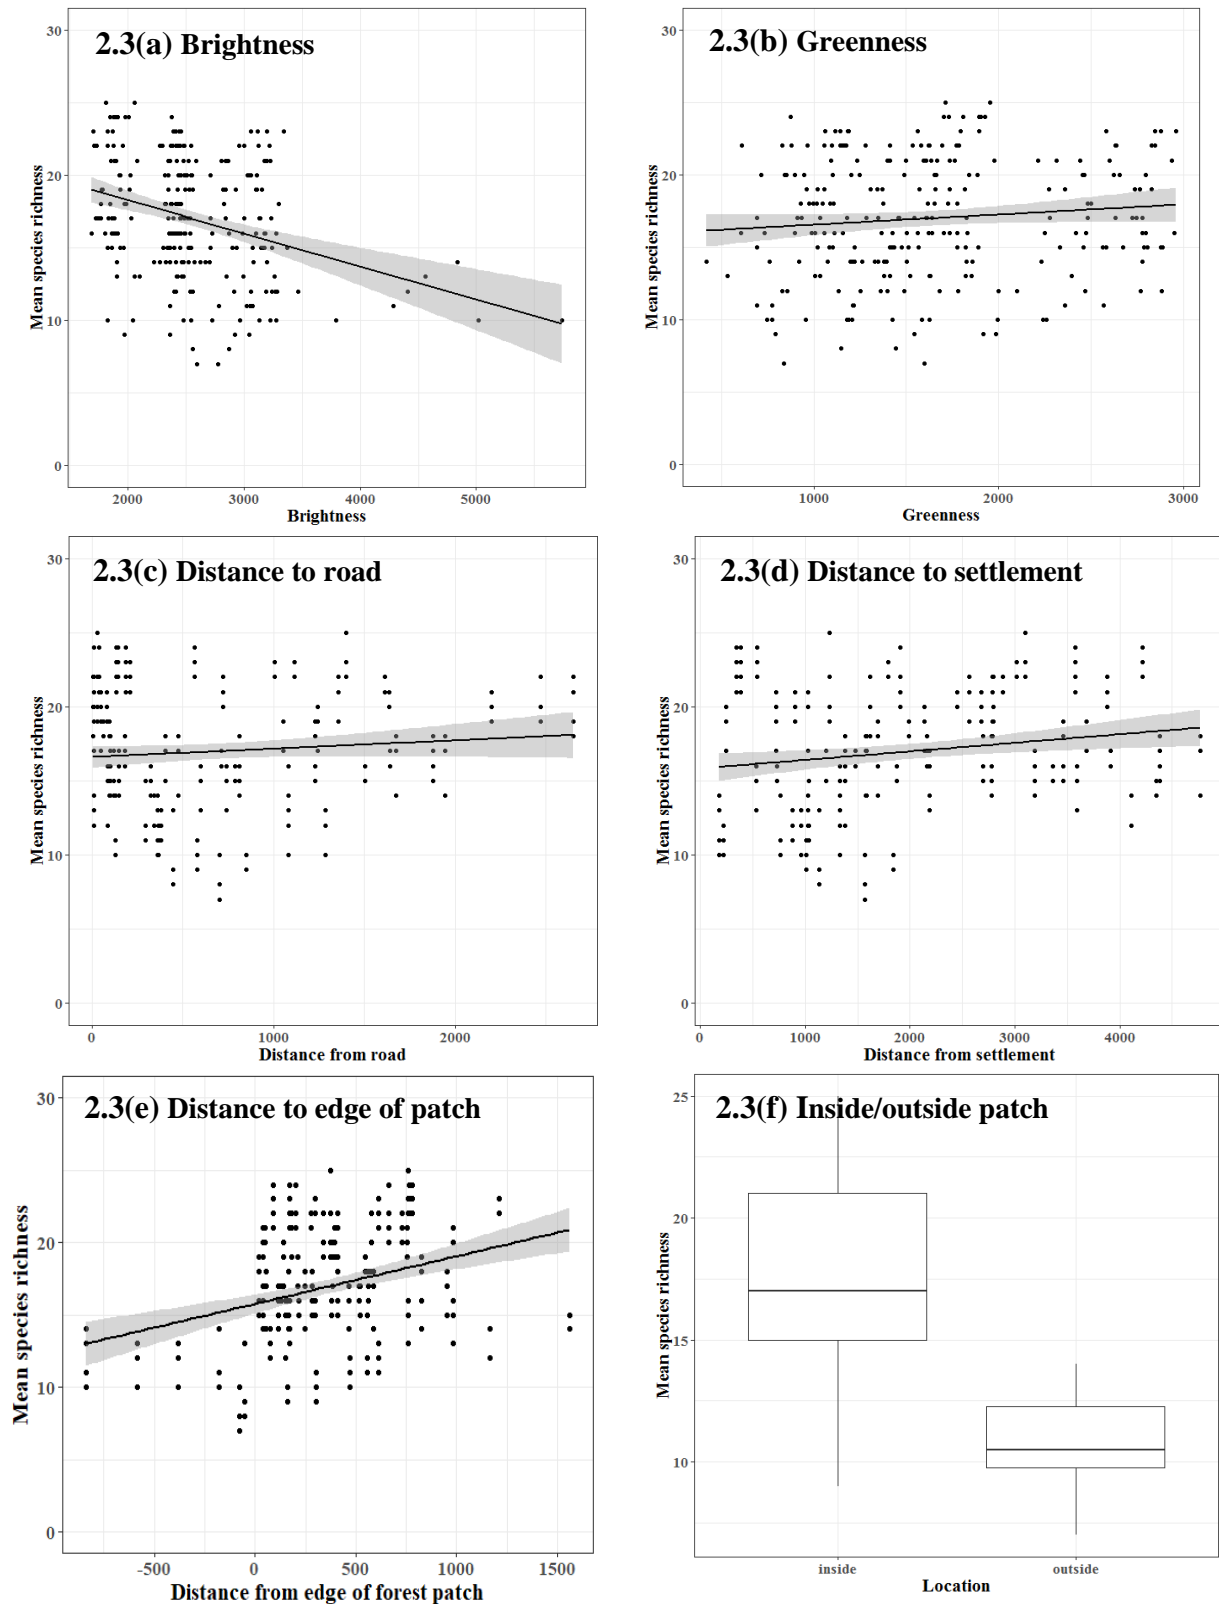 2.3(a) Brightness
Mean species richness
30
20
10
0
2000
3000
4000
5000
Brightness
2.3(b) Greenness
Mean species richness
30
20
10
0
1000
2000
3000
Greenness
2.3(c) Distance to road
Mean species richness
30
20
10
0
0
1000
2000
Distance from road
2.3(d) Distance to settlement
Mean species richness
30
20
10
0
0
1000
2000
3000
4000
Distance from settlement
2.3(e) Distance to edge of patch
Mean species richness
30
20
10
0
-500
0
500
1000
1500
Distance from edge of forest patch
2.3(f) Inside/outside patch
Mean species richness
25
20
15
10
inside
outside
Location